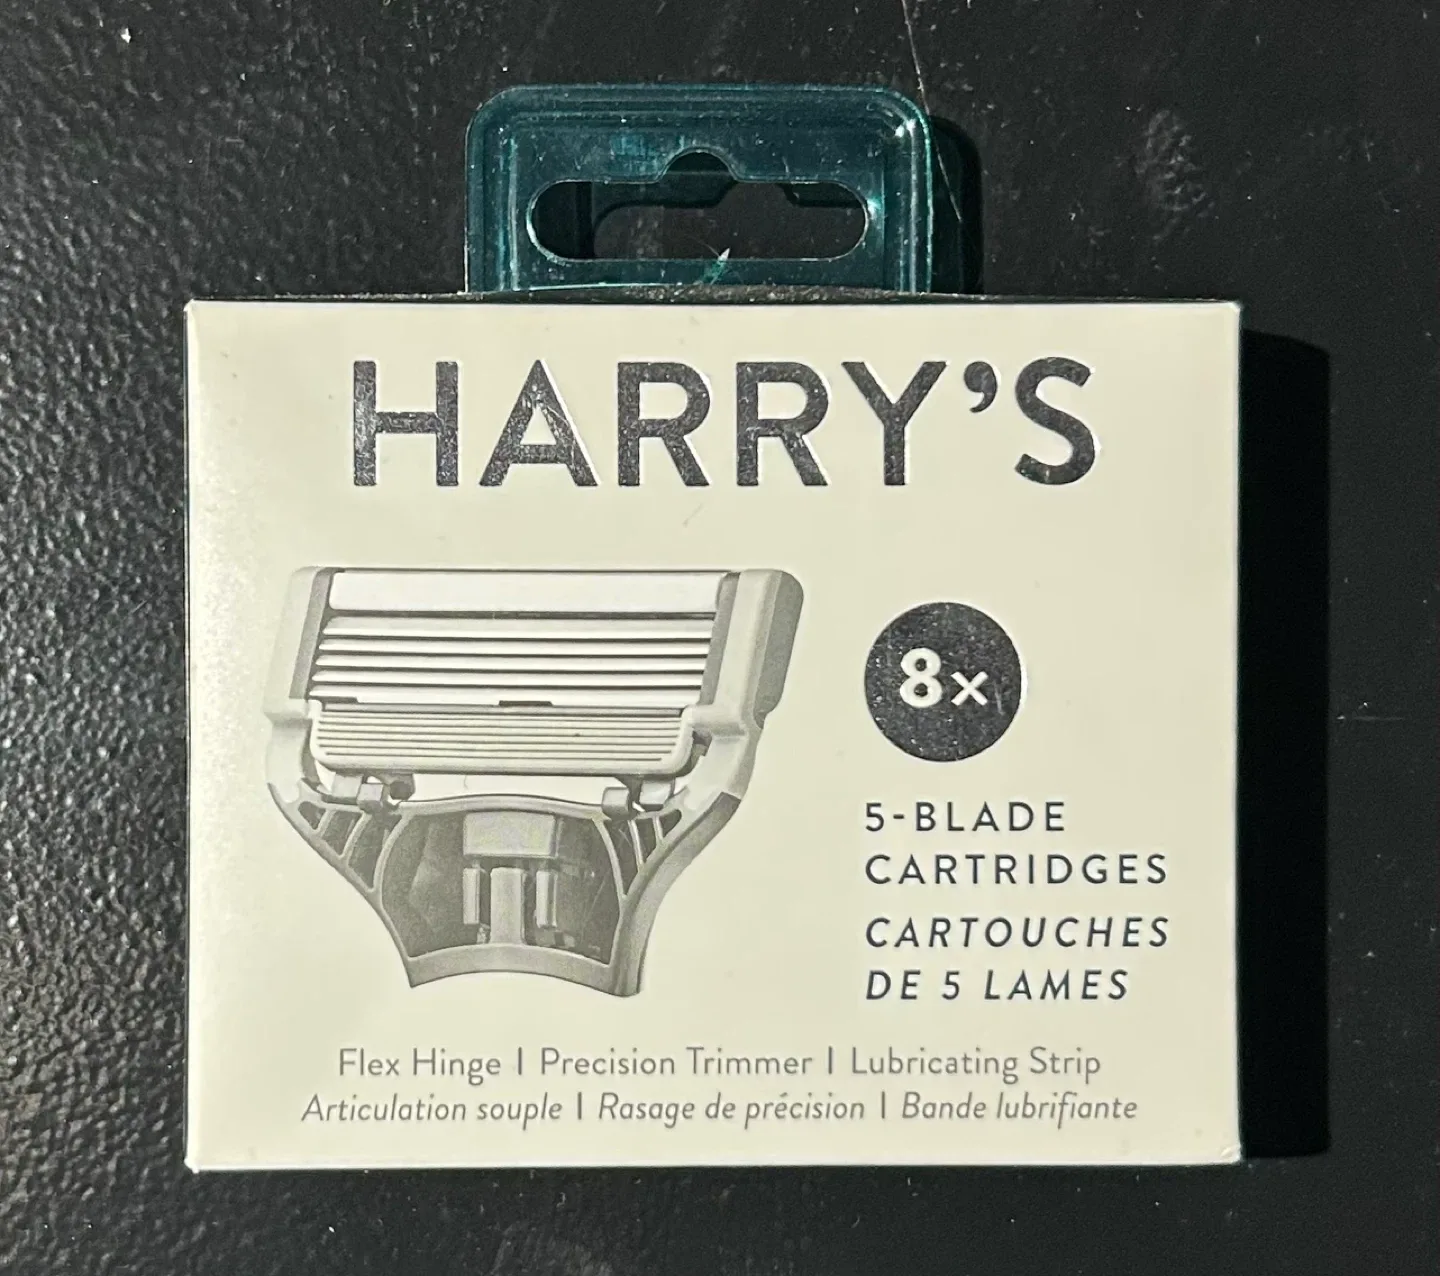 HARRY'S
8x
5-BLADE
CARTRIDGES
CARTOUCHES
DE 5 LAMES
Flex Hinge | Precision Trimmer | Lubricating Strip
Articulation souple | Rasage de précision | Bande lubrifiante